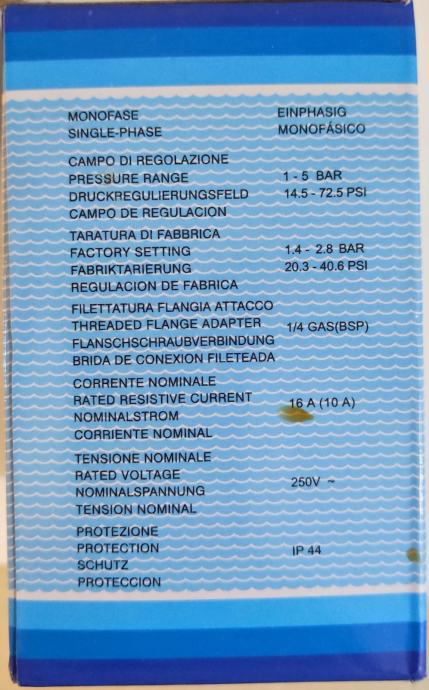 MONOFASE EINPHASIG
SINGLE-PHASE MONOFÁSICO
CAMPO DI REGOLAZIONE
PRESSURE RANGE 1 - 5 BAR
DRUCKREGULIERUNGSFELD 14.5 - 72.5 PSI
CAMPO DE REGULACION
TARATURA DI FABBRICA
FACTORY SETTING 1.4 - 2.8 BAR
FABRIKTARIERUNG 20.3 - 40.6 PSI
REGULACION DE FABRICA
FILETTATURA FLANGIA ATTACCO
THREADED FLANGE ADAPTER 1/4 GAS(BSP)
FLANSCHSCHRAUBVERBINDUNG
BRIDA DE CONEXION FILETEADA
CORRENTE NOMINALE
RATED RESISTIVE CURRENT 16 A (10 A)
NOMINALSTROM
CORRIENTE NOMINAL
TENSIONE NOMINALE
RATED VOLTAGE 250V ~
NOMINALSPANNUNG
TENSION NOMINAL
PROTEZIONE
PROTECTION IP 44
SCHUTZ
PROTECCION